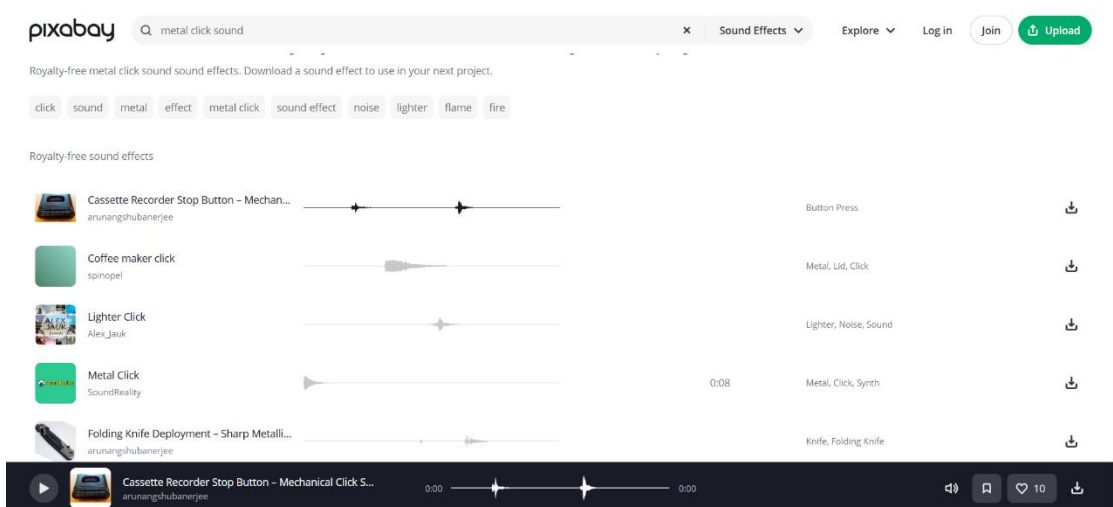 pixabay
metal click sound
Sound Effects
Explore
Log in
Join
Upload
Royalty-free metal click sound sound effects. Download a sound effect to use in your next project.
click sound metal effect metal click sound effect noise lighter flame fire
Royalty-free sound effects
Cassette Recorder Stop Button – Mechan...
arunangshubanerjee
Button Press
Coffee maker click
spinopel
Metal, Lid, Click
Lighter Click
Alex_Jauk
Lighter, Noise, Sound
Metal Click
SoundReality
0:08
Metal, Click, Synth
Folding Knife Deployment – Sharp Metalli...
arunangshubanerjee
Knife, Folding Knife
Cassette Recorder Stop Button – Mechanical Click S...
arunangshubanerjee
0:00
0:00
10